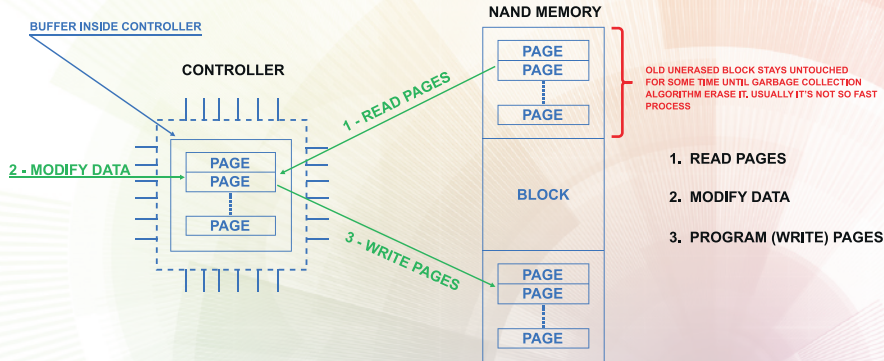 BUFFER INSIDE CONTROLLER
CONTROLLER
PAGE
PAGE
PAGE
2 - MODIFY DATA
1 - READ PAGES
3 - WRITE PAGES
NAND MEMORY
PAGE
PAGE
PAGE
BLOCK
PAGE
PAGE
PAGE
OLD UNERASED BLOCK STAYS UNTOUCHED
FOR SOME TIME UNTIL GARBAGE COLLECTION
ALGORITHM ERASE IT. USUALLY IT'S NOT SO FAST
PROCESS
1. READ PAGES
2. MODIFY DATA
3. PROGRAM (WRITE) PAGES